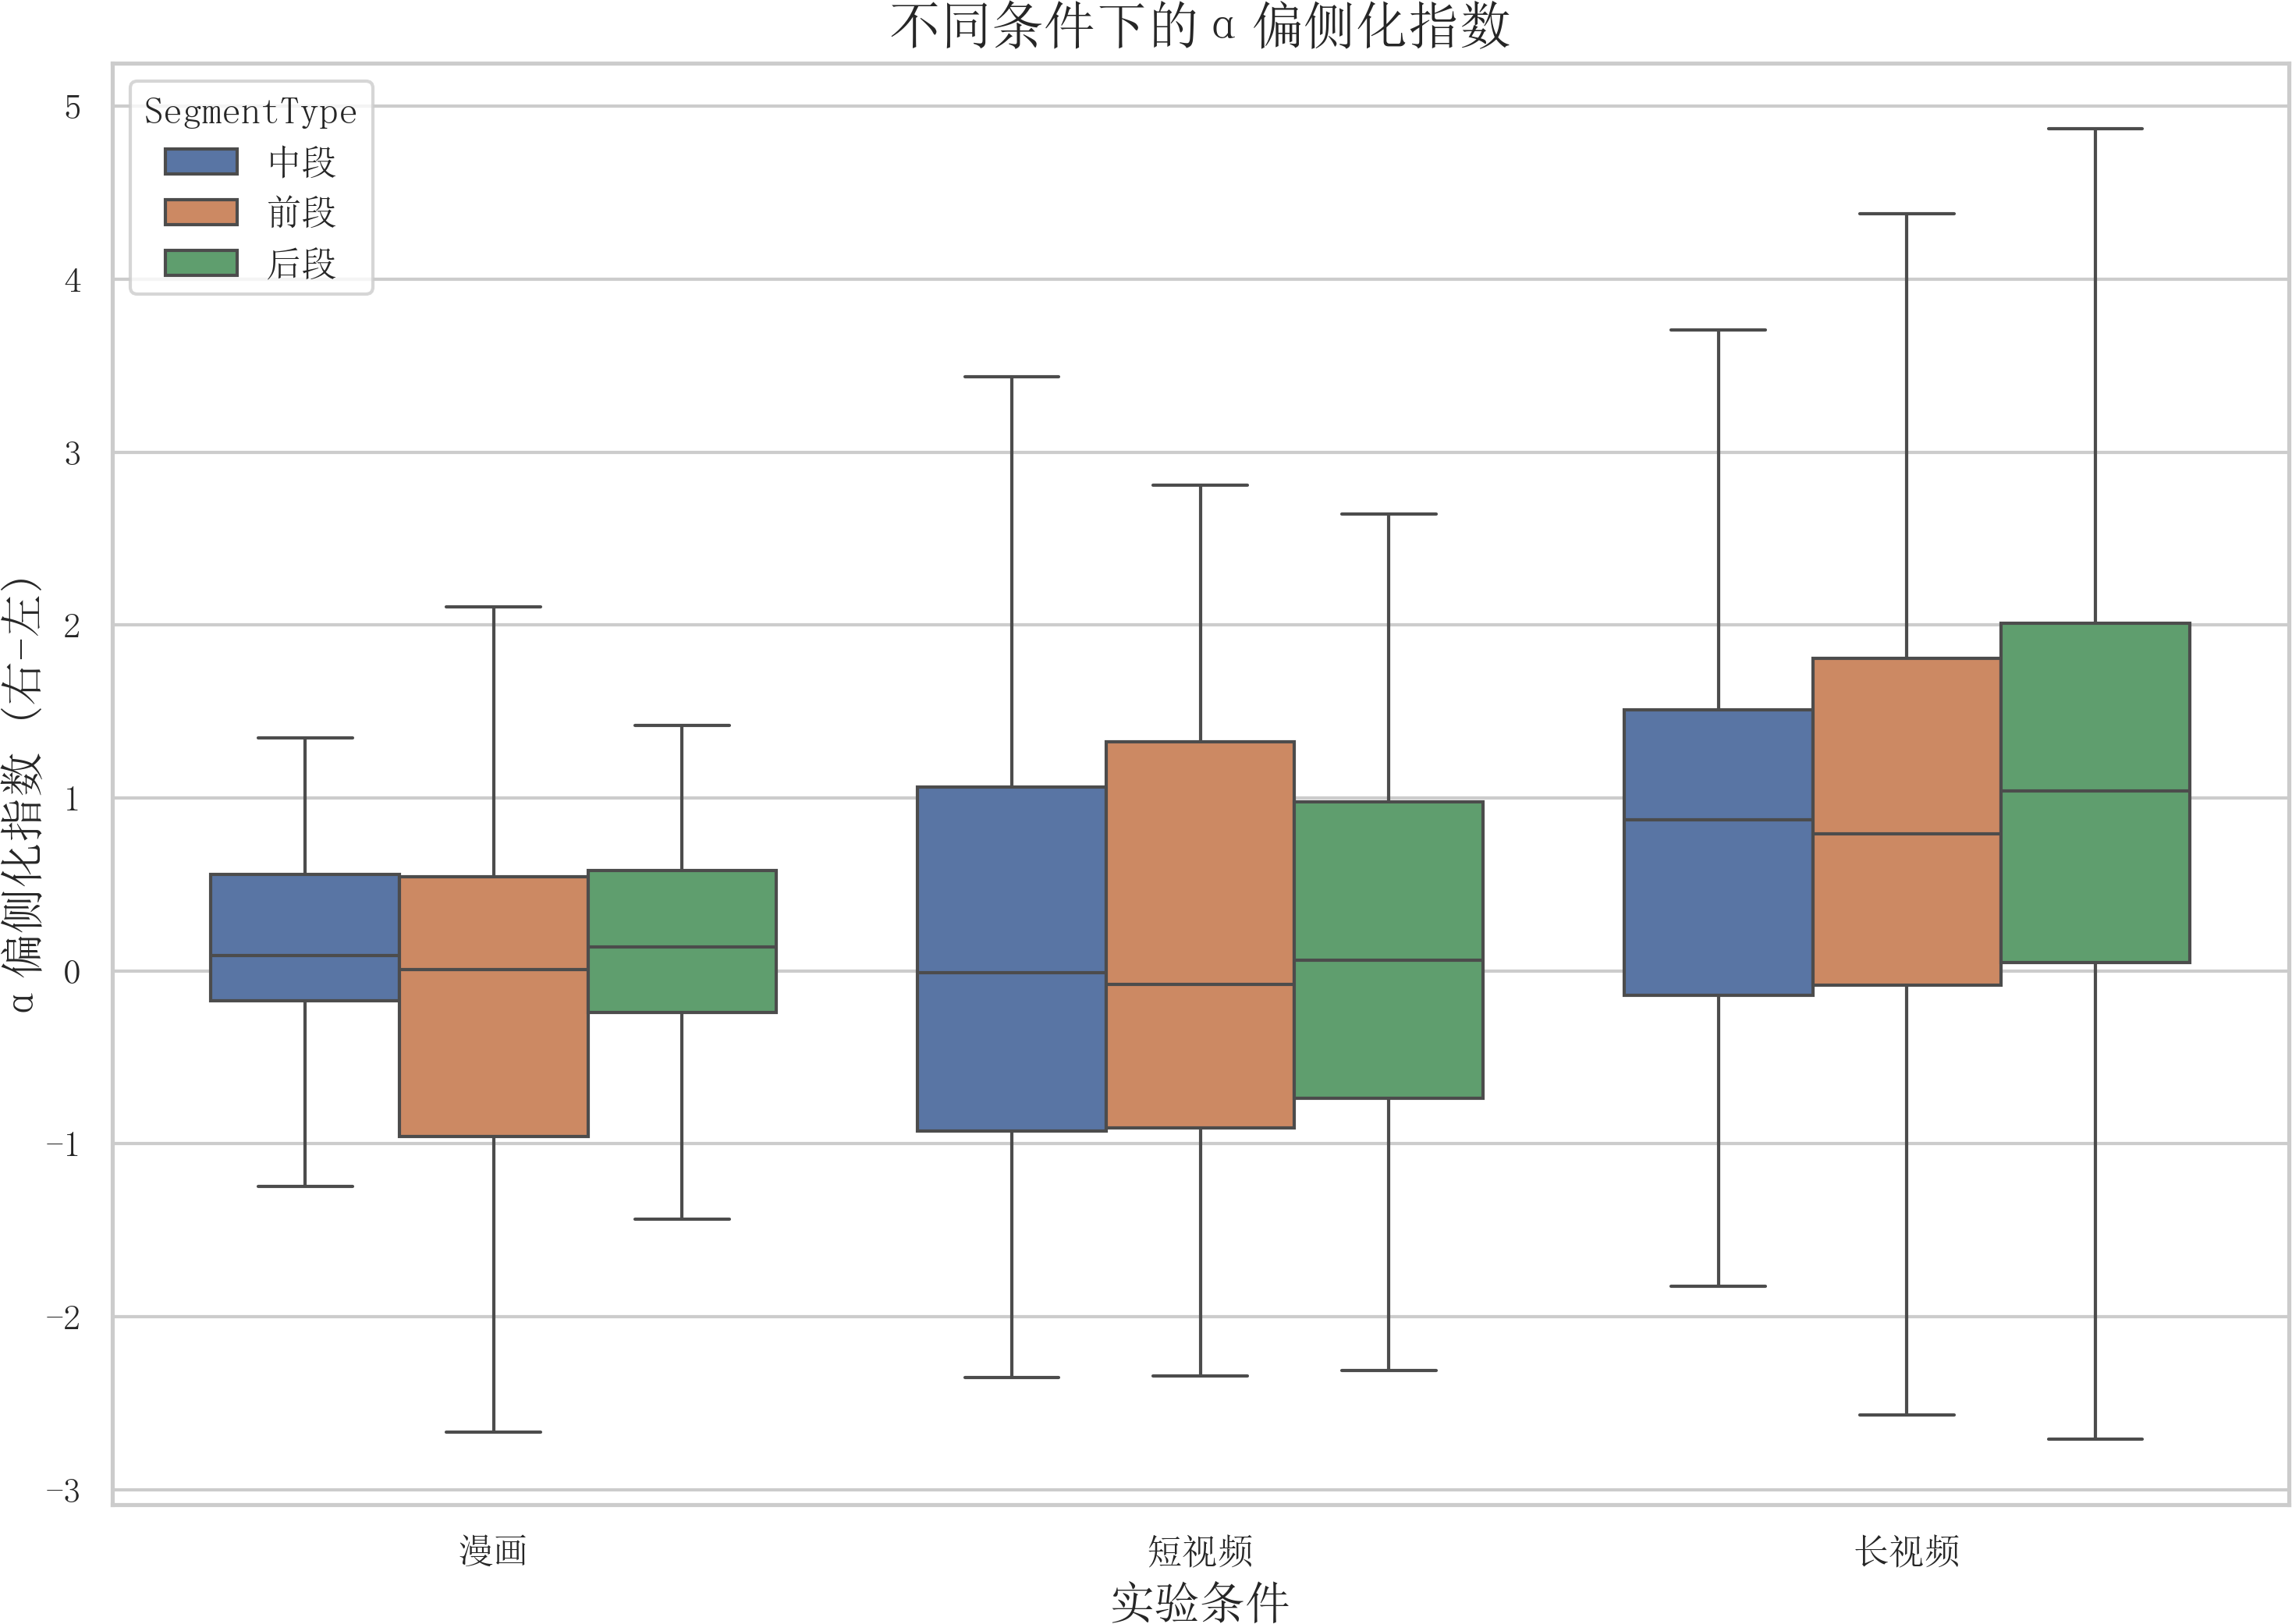 不同条件下的α 偏侧化指数
SegmentType
中段
前段
后段
5
4
3
2
1
0
−1
−2
−3
α 偏侧化指数 (右-左)
漫画
短视频
长视频
实验条件